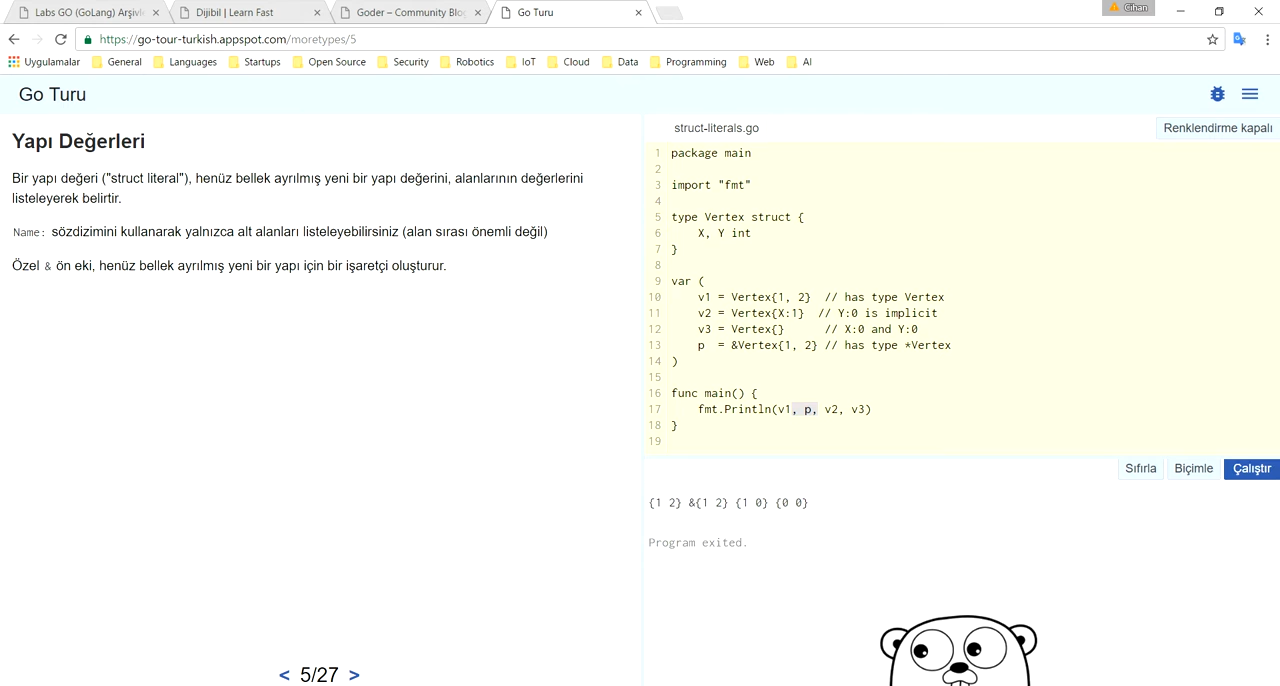 Labs GO (GoLang) Arşivl
Dijibil | Learn Fast
Goder – Community Blog
Go Turu
Cihan
https://go-tour-turkish.appspot.com/moretypes/5
Uygulamalar General Languages Startups Open Source Security Robotics IoT Cloud Data Programming Web AI
Go Turu
Yapı Değerleri
Bir yapı değeri ("struct literal"), henüz bellek ayrılmış yeni bir yapı değerini, alanlarının değerlerini
listeleyerek belirtir.
Name: sözdizimini kullanarak yalnızca alt alanları listeleyebilirsiniz (alan sırası önemli değil)
Özel & ön eki, henüz bellek ayrılmış yeni bir yapı için bir işaretçi oluşturur.
< 5/27 >
struct-literals.go
Renklendirme kapalı
1 package main
2
3 import "fmt"
4
5 type Vertex struct {
6 X, Y int
7 }
8
9 var (
10 v1 = Vertex{1, 2} // has type Vertex
11 v2 = Vertex{X:1} // Y:0 is implicit
12 v3 = Vertex{} // X:0 and Y:0
13 p = &Vertex{1, 2} // has type *Vertex
14 )
15
16 func main() {
17 fmt.Println(v1, p, v2, v3)
18 }
19
Sıfırla Biçimle Çalıştır
{1 2} &{1 2} {1 0} {0 0}
Program exited.